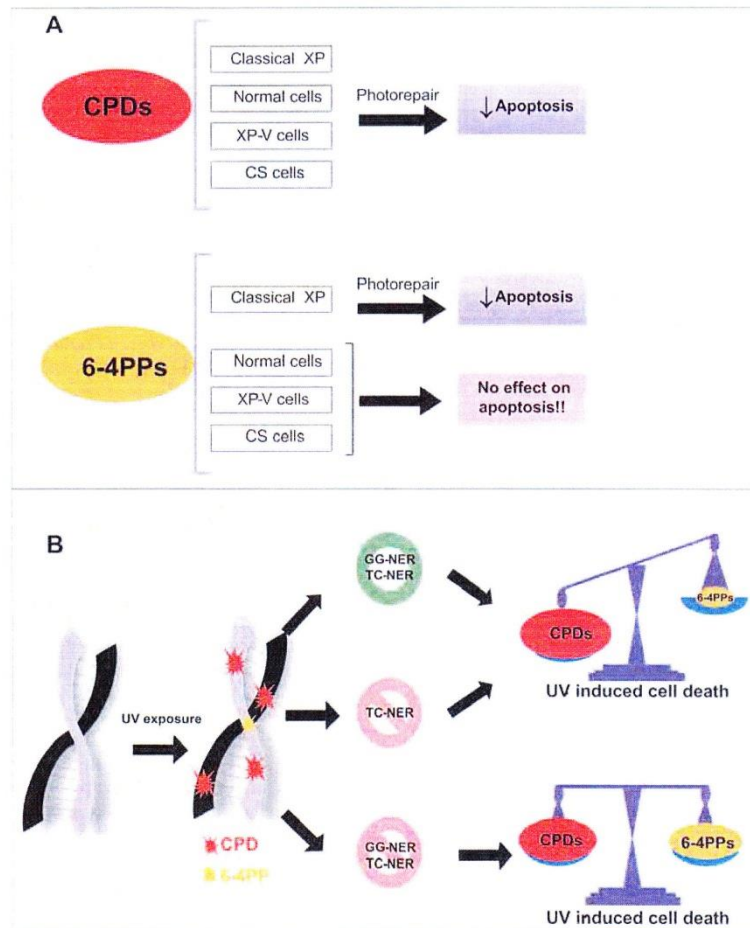 A
CPDs
Classical XP
Normal cells
XP-V cells
CS cells
Photorepair
↓Apoptosis
6-4PPs
Classical XP
Normal cells
XP-V cells
CS cells
Photorepair
↓Apoptosis
No effect on
apoptosis!!
B
UV exposure
CPD
6-4PP
GG-NER
TC-NER
TC-NER
GG-NER
TC-NER
CPDs
6-4PPs
UV induced cell death
CPDs
6-4PPs
UV induced cell death